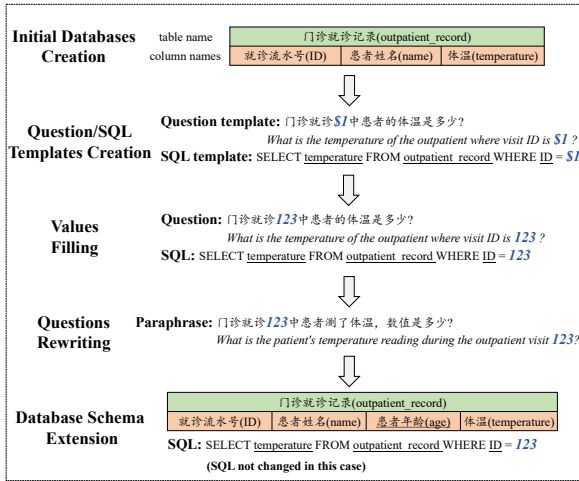 Initial Databases Creation
table name
门诊就诊记录(outpatient_record)
column names
就诊流水号(ID) 患者姓名(name) 体温(temperature)
Question/SQL Templates Creation
Question template: 门诊就诊$1中患者的体温是多少?
What is the temperature of the outpatient where visit ID is $1 ?
SQL template: SELECT temperature FROM outpatient_record WHERE ID = $1
Values Filling
Question: 门诊就诊123中患者的体温是多少?
What is the temperature of the outpatient where visit ID is 123 ?
SQL: SELECT temperature FROM outpatient_record WHERE ID = 123
Questions Rewriting
Paraphrase: 门诊就诊123中患者测了体温，数值是多少?
What is the patient's temperature reading during the outpatient visit 123?
Database Schema Extension
门诊就诊记录(outpatient_record)
就诊流水号(ID) 患者姓名(name) 患者年龄(age) 体温(temperature)
SQL: SELECT temperature FROM outpatient_record WHERE ID = 123
(SQL not changed in this case)